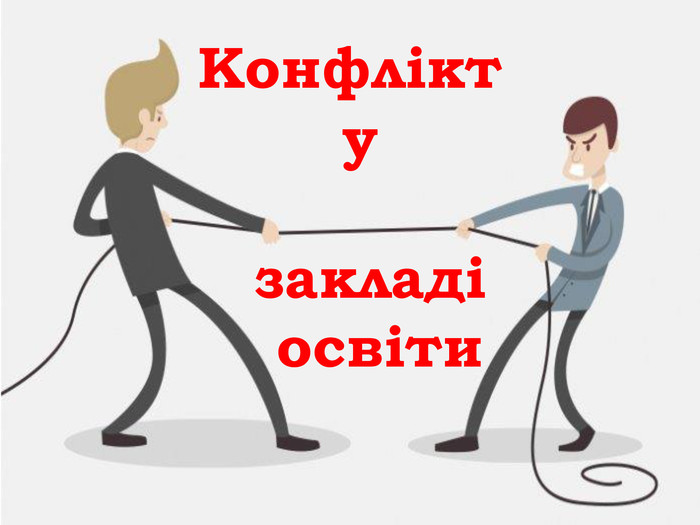 Конфлікт
у
закладі
освіти